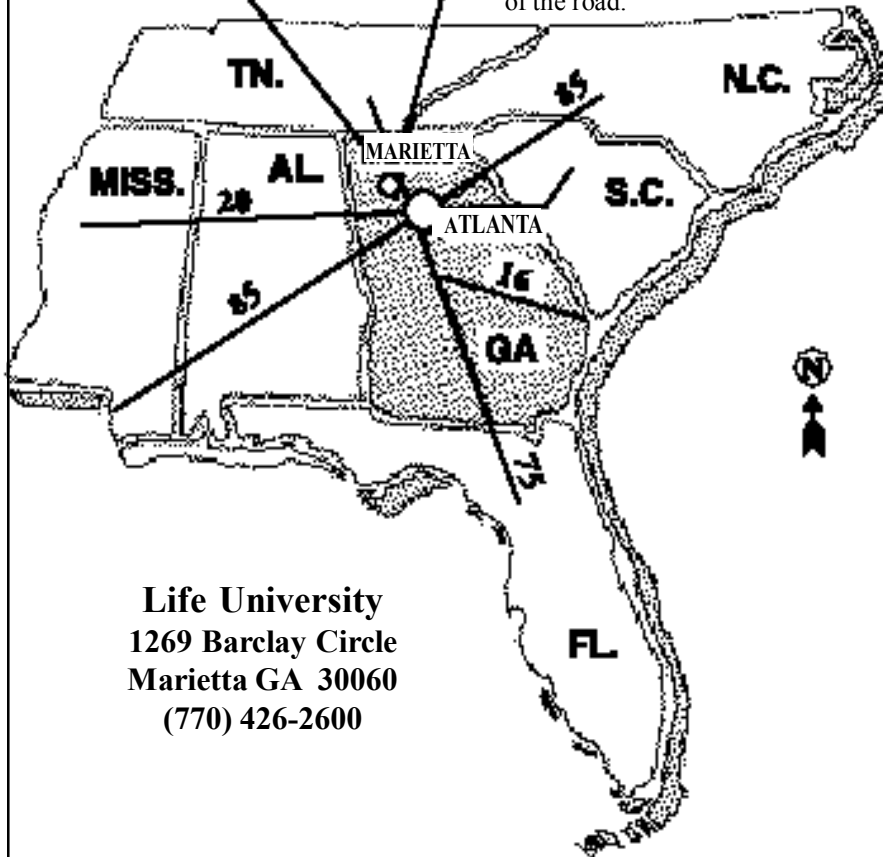 of the road.
TN.
N.C.
85
MARIETTA
MISS.
AL.
S.C.
20
ATLANTA
16
85
GA
N
75
Life University
1269 Barclay Circle
Marietta GA 30060
(770) 426-2600
FL.